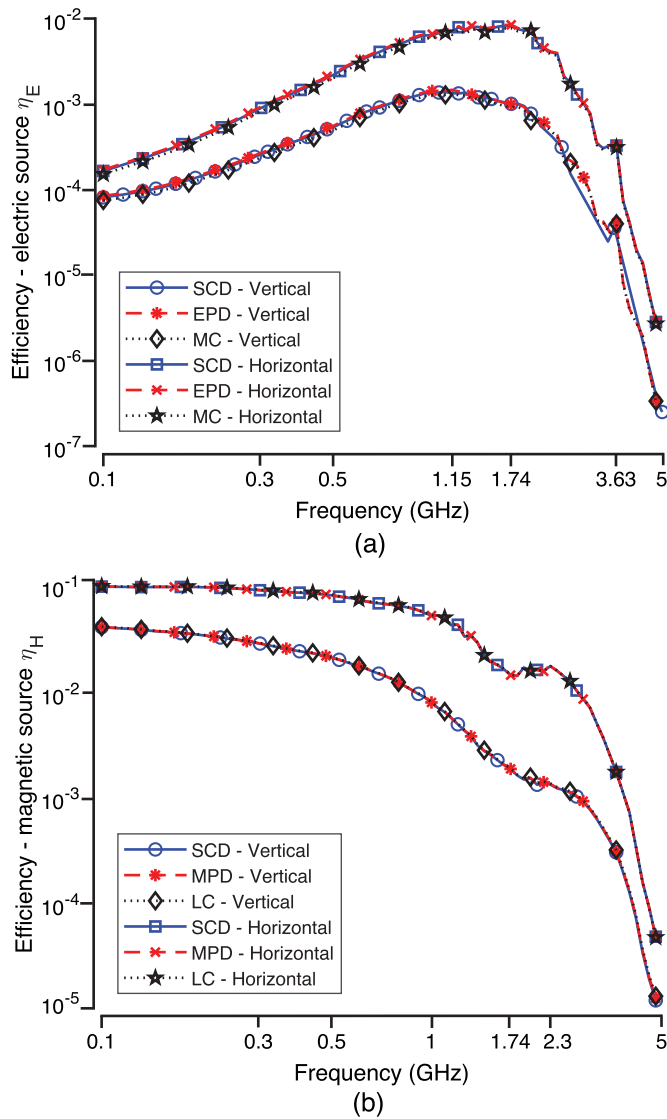 10^-2
10^-3
10^-4
10^-5
10^-6
10^-7
Efficiency - electric source η_E
SCD - Vertical
EPD - Vertical
MC - Vertical
SCD - Horizontal
EPD - Horizontal
MC - Horizontal
0.1 0.3 0.5 1.15 1.74 3.63 5
Frequency (GHz)
(a)
10^-1
10^-2
10^-3
10^-4
10^-5
Efficiency - magnetic source η_H
SCD - Vertical
MPD - Vertical
LC - Vertical
SCD - Horizontal
MPD - Horizontal
LC - Horizontal
0.1 0.3 0.5 1 1.74 2.3 5
Frequency (GHz)
(b)